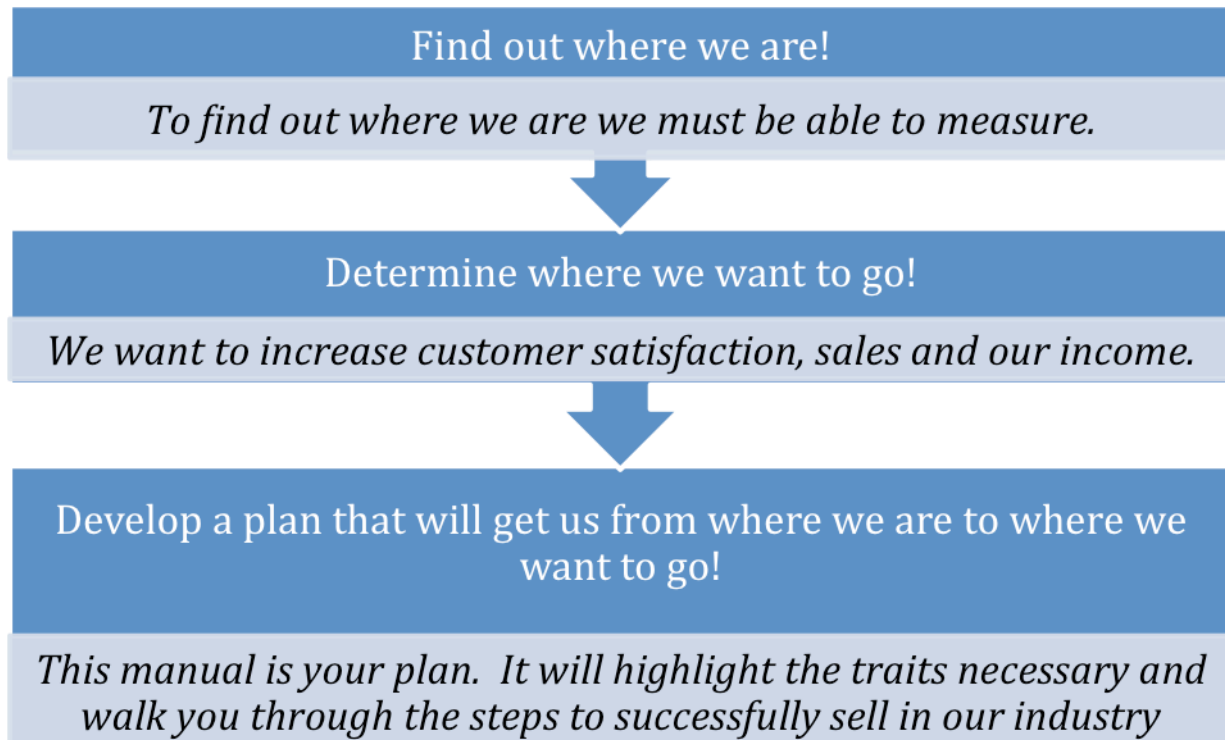 Find out where we are!
To find out where we are we must be able to measure.
Determine where we want to go!
We want to increase customer satisfaction, sales and our income.
Develop a plan that will get us from where we are to where we
want to go!
This manual is your plan.  It will highlight the traits necessary and
walk you through the steps to successfully sell in our industry